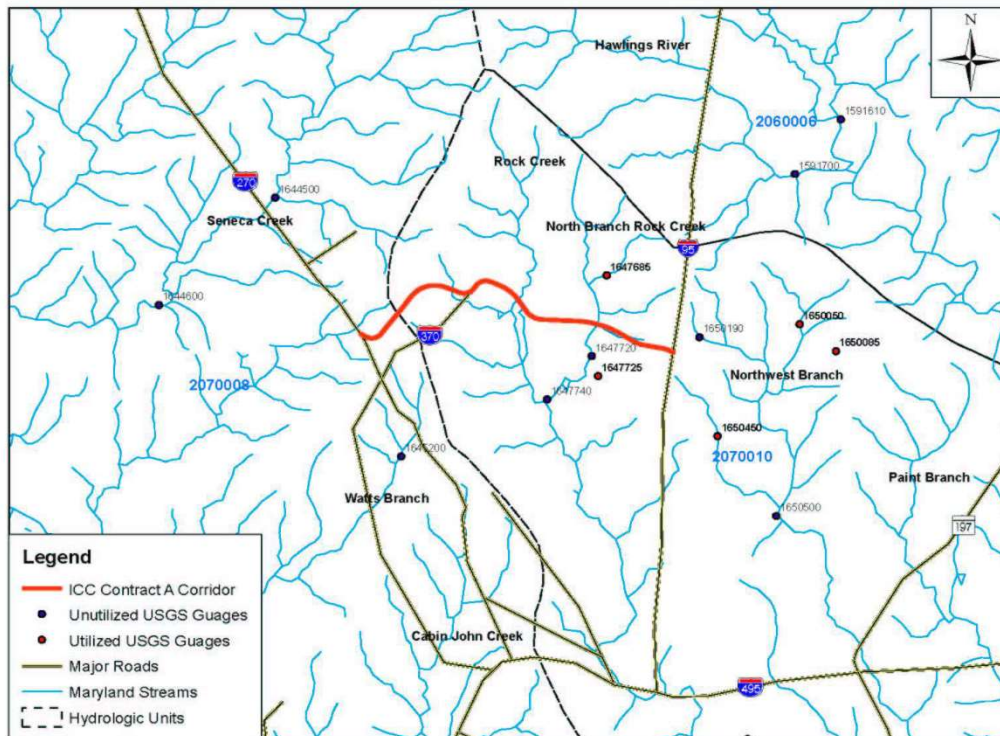 Hawlings River
N
1591610
2060006
Rock Creek
1591700
270
1644500
Seneca Creek
North Branch Rock Creek
95
1647685
1644600
1650050
370
1650190
1650085
1647720
1647725
Northwest Branch
2070008
1647740
1650450
2070010
1645200
Paint Branch
Watts Branch
1650500
197
Legend
ICC Contract A Corridor
Unutilized USGS Guages
Utilized USGS Guages
Major Roads
Maryland Streams
Hydrologic Units
Cabin John Creek
495